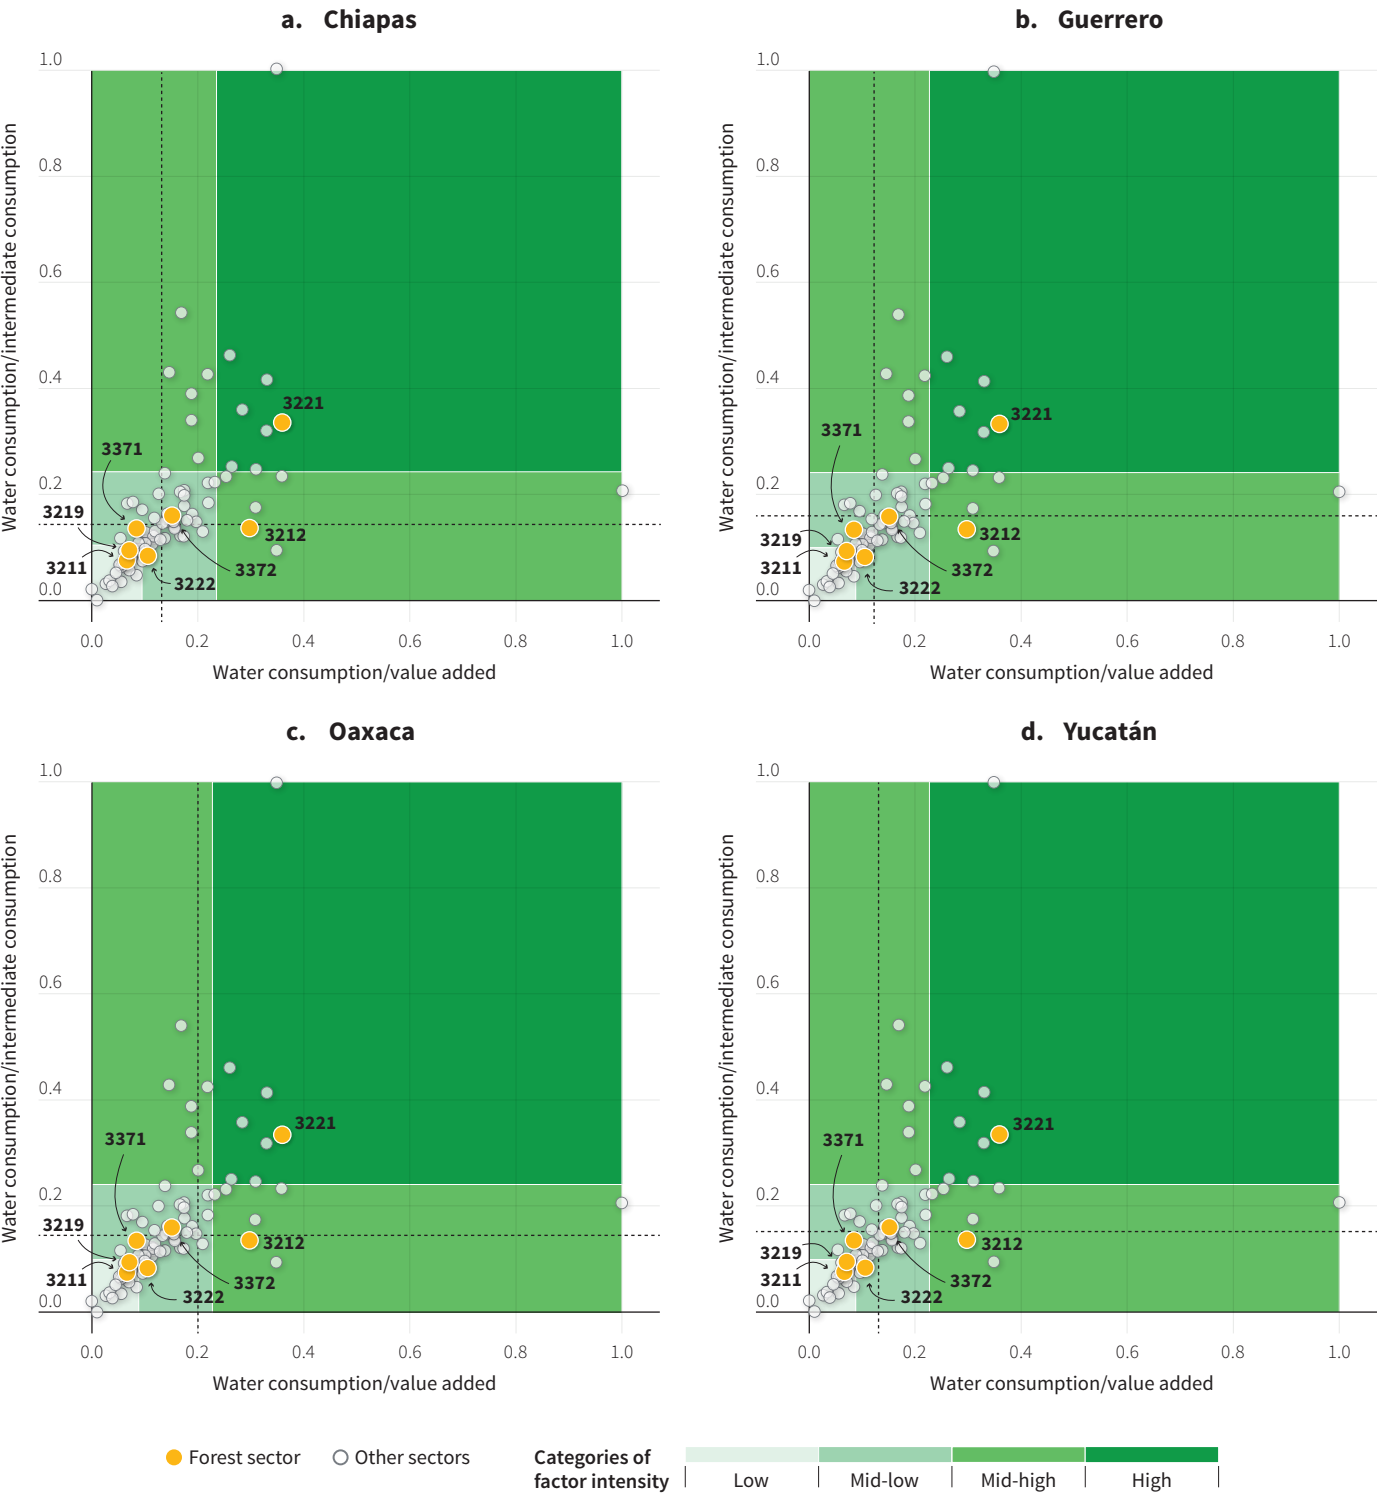 a. Chiapas
Water consumption/intermediate consumption
1.0
0.8
0.6
0.4
0.2
0.0
3221
3371
3219
3212
3211
3372
3222
0.0 0.2 0.4 0.6 0.8 1.0
Water consumption/value added
b. Guerrero
Water consumption/intermediate consumption
1.0
0.8
0.6
0.4
0.2
0.0
3221
3371
3219
3212
3211
3372
3222
0.0 0.2 0.4 0.6 0.8 1.0
Water consumption/value added
c. Oaxaca
Water consumption/intermediate consumption
1.0
0.8
0.6
0.4
0.2
0.0
3221
3371
3219
3212
3211
3372
3222
0.0 0.2 0.4 0.6 0.8 1.0
Water consumption/value added
d. Yucatán
Water consumption/intermediate consumption
1.0
0.8
0.6
0.4
0.2
0.0
3221
3371
3219
3212
3211
3372
3222
0.0 0.2 0.4 0.6 0.8 1.0
Water consumption/value added
Forest sector
Other sectors
Categories of
factor intensity
Low
Mid-low
Mid-high
High